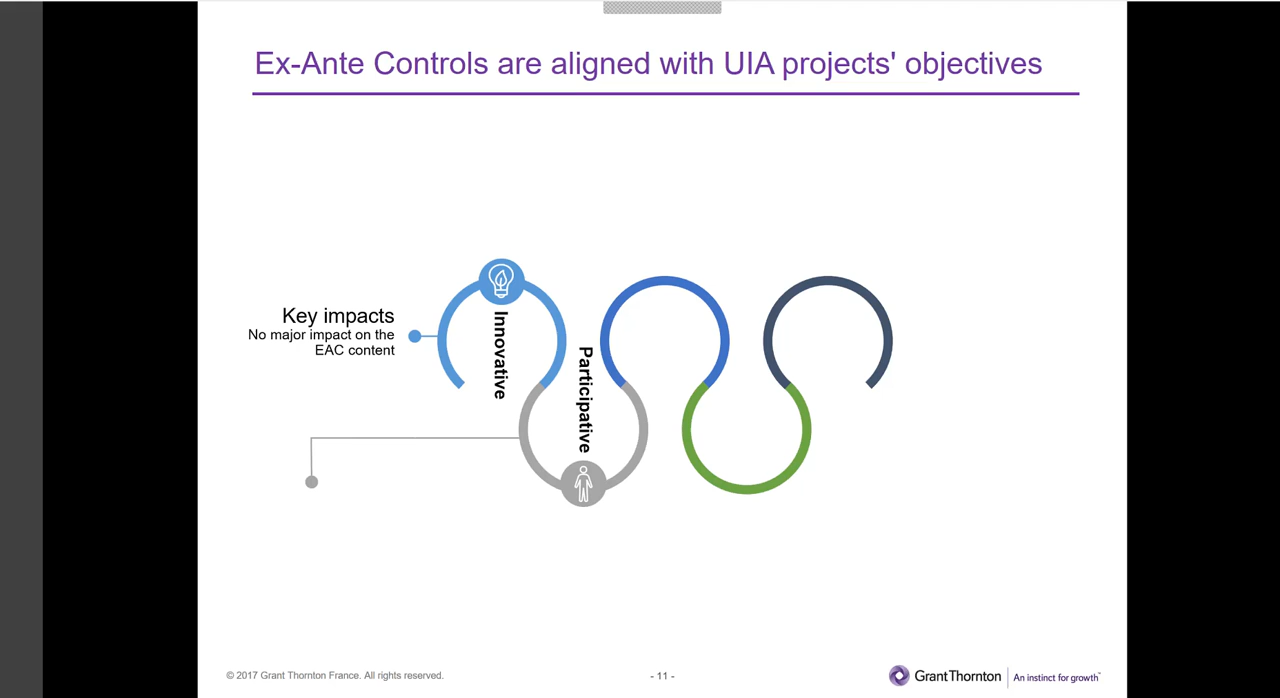 Ex-Ante Controls are aligned with UIA projects' objectives
Key impacts
No major impact on the
EAC content
Innovative
Participative
© 2017 Grant Thornton France. All rights reserved.
- 11 -
GrantThornton
An instinct for growth™